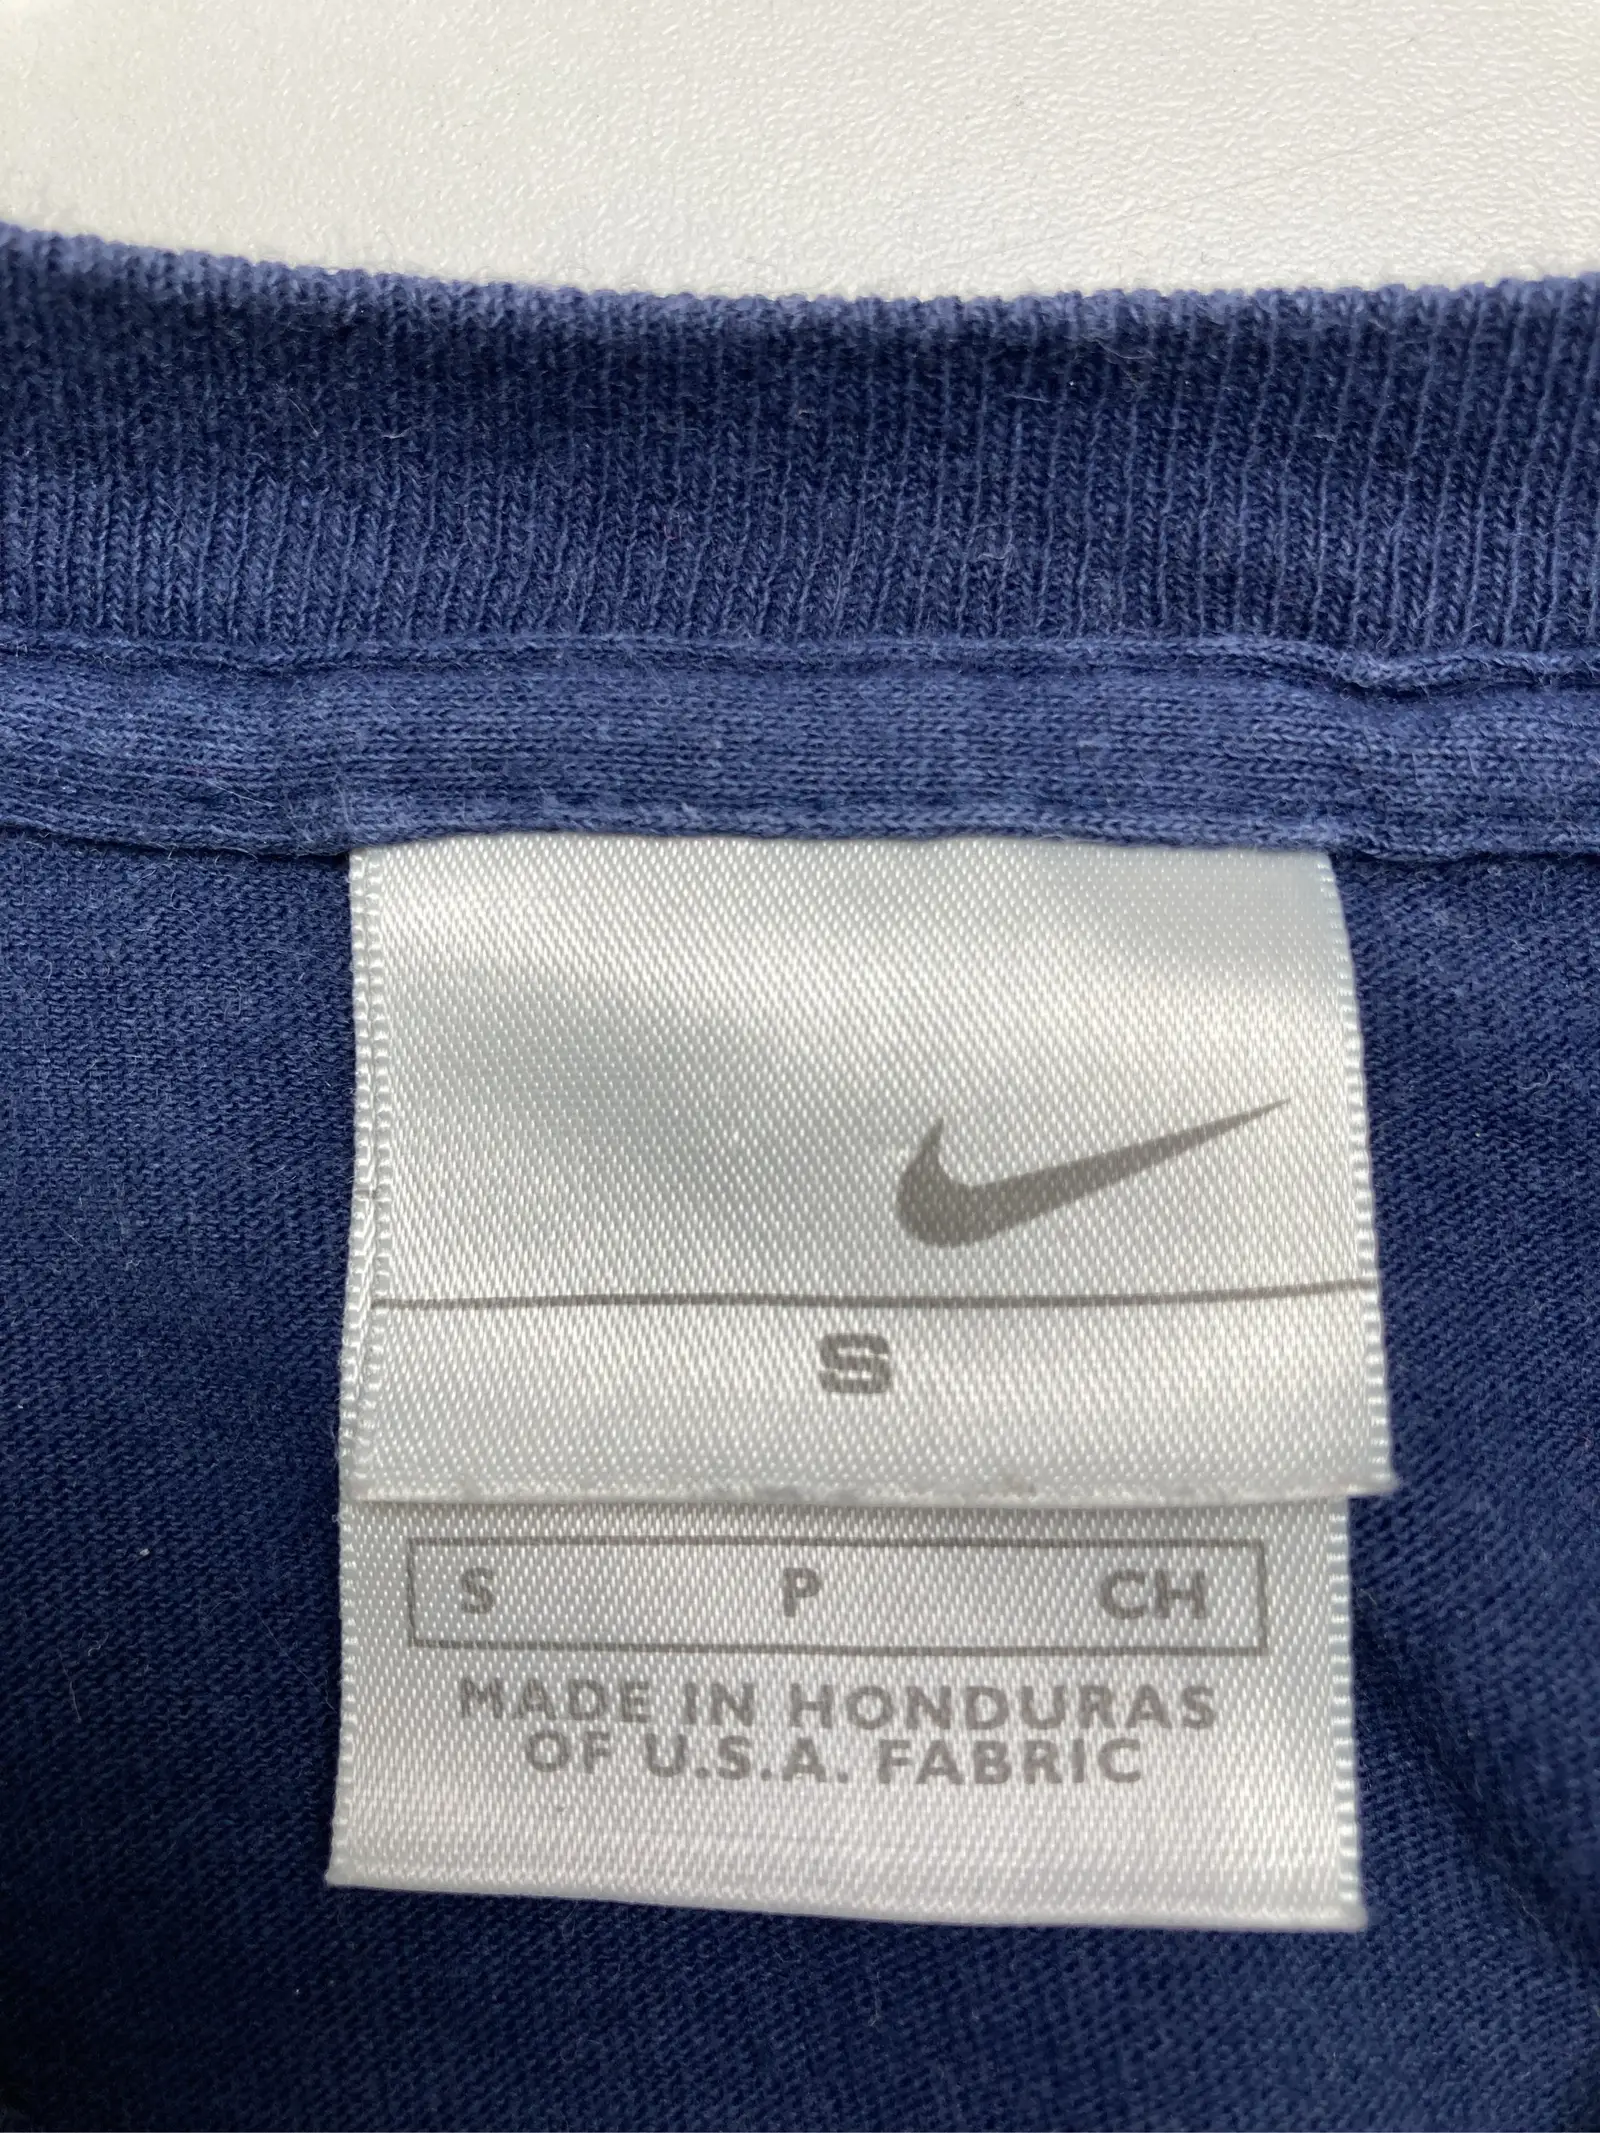 S
S P CH
MADE IN HONDURAS
OF U.S.A. FABRIC